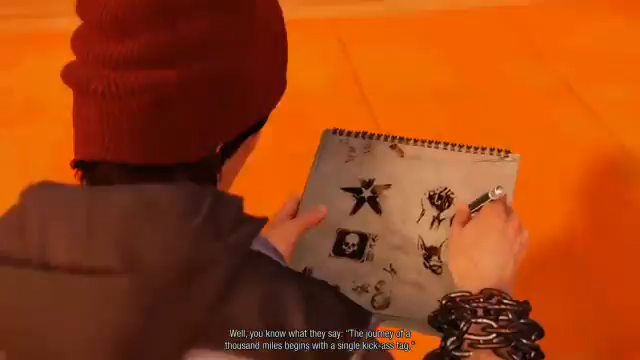 Well, you know what they say: "The journey of a
thousand miles begins with a single kick-ass tag."